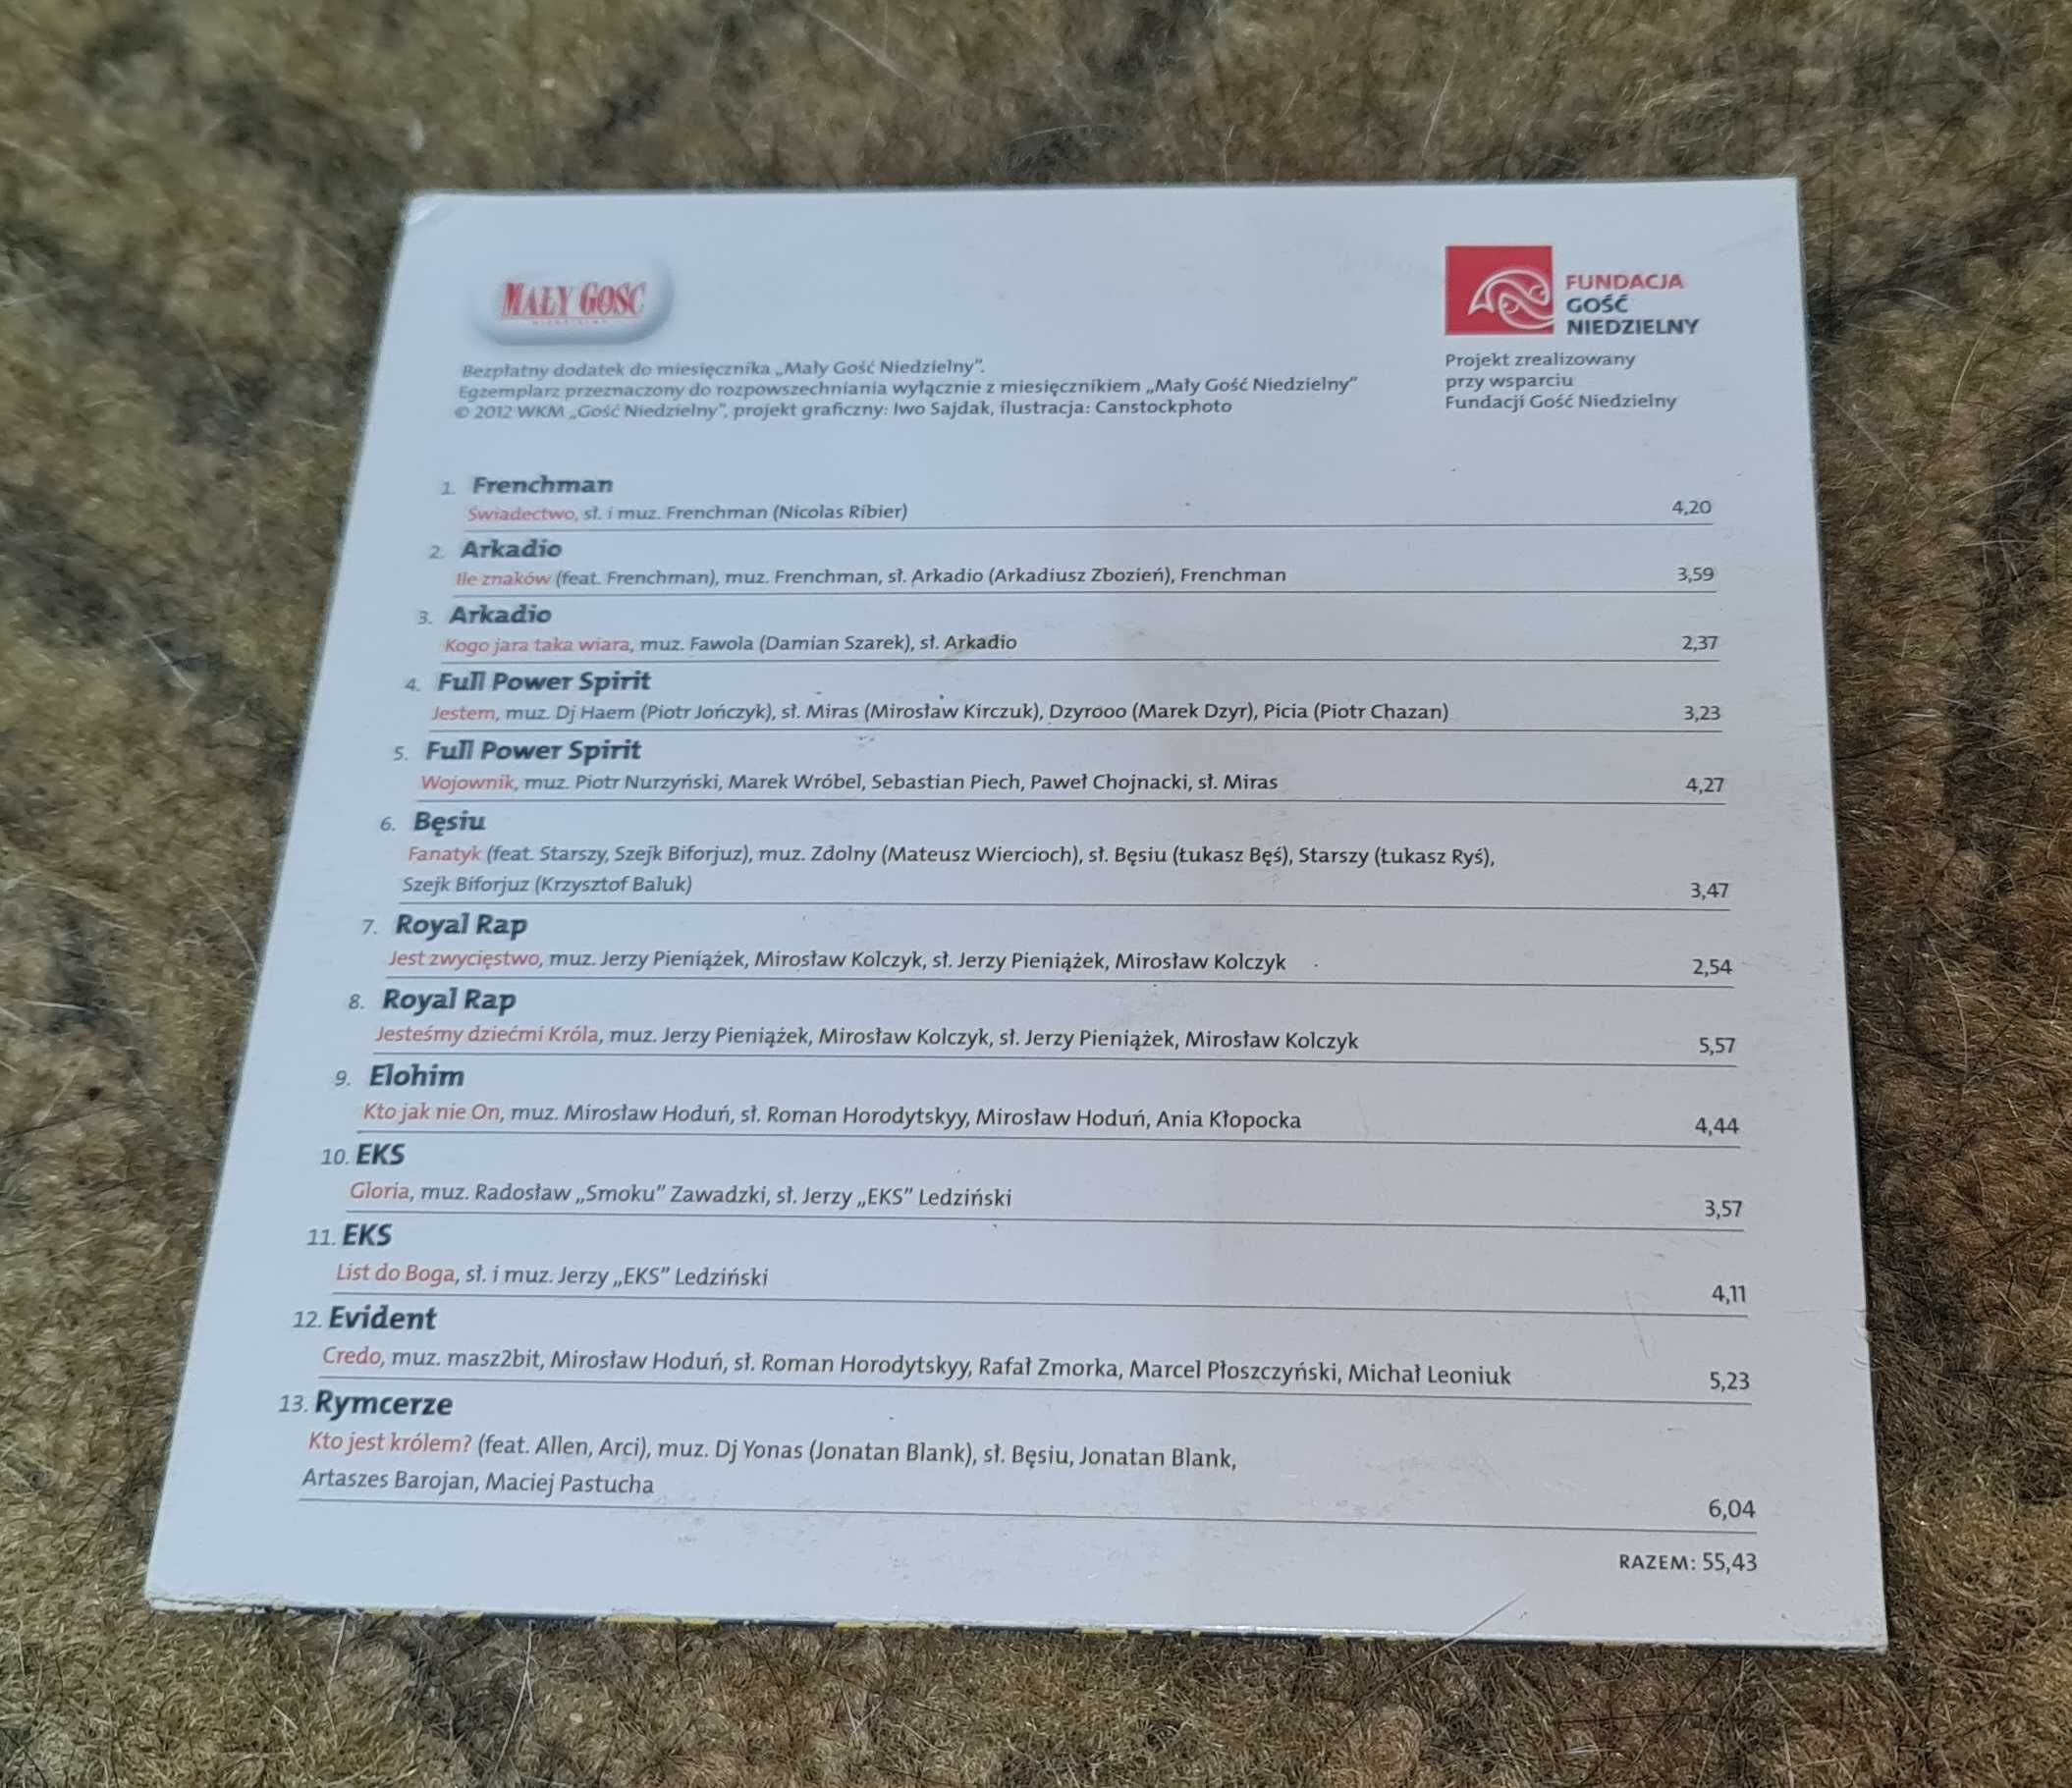 MAŁY GOŚĆ
NIEDZIELNY
FUNDACJA
GOŚĆ
NIEDZIELNY
Bezpłatny dodatek do miesięcznika „Mały Gość Niedzielny”.
Egzemplarz przeznaczony do rozpowszechniania wyłącznie z miesięcznikiem „Mały Gość Niedzielny”
© 2012 WKM „Gość Niedzielny”, projekt graficzny: Iwo Sajdak, ilustracja: Canstockphoto
Projekt zrealizowany
przy wsparciu
Fundacji Gość Niedzielny
1. Frenchman
Świadectwo, sł. i muz. Frenchman (Nicolas Ribier) 4,20
2. Arkadio
Ile znaków (feat. Frenchman), muz. Frenchman, sł. Arkadio (Arkadiusz Zbozień), Frenchman 3,59
3. Arkadio
Kogo jara taka wiara, muz. Fawola (Damian Szarek), sł. Arkadio 2,37
4. Full Power Spirit
Jestem, muz. Dj Haem (Piotr Jończyk), sł. Miras (Mirosław Kirczuk), Dzyrooo (Marek Dzyr), Picia (Piotr Chazan) 3,23
5. Full Power Spirit
Wojownik, muz. Piotr Nurzyński, Marek Wróbel, Sebastian Piech, Paweł Chojnacki, sł. Miras 4,27
6. Bęsiu
Fanatyk (feat. Starszy, Szejk Biforjuz), muz. Zdolny (Mateusz Wiercioch), sł. Bęsiu (Łukasz Bęś), Starszy (Łukasz Ryś),
Szejk Biforjuz (Krzysztof Baluk) 3,47
7. Royal Rap
Jest zwycięstwo, muz. Jerzy Pieniążek, Mirosław Kolczyk, sł. Jerzy Pieniążek, Mirosław Kolczyk 2,54
8. Royal Rap
Jesteśmy dziećmi Króla, muz. Jerzy Pieniążek, Mirosław Kolczyk, sł. Jerzy Pieniążek, Mirosław Kolczyk 5,57
9. Elohim
Kto jak nie On, muz. Mirosław Hoduń, sł. Roman Horodytskyy, Mirosław Hoduń, Ania Kłopocka 4,44
10. EKS
Gloria, muz. Radosław „Smoku” Zawadzki, sł. Jerzy „EKS” Ledziński 3,57
11. EKS
List do Boga, sł. i muz. Jerzy „EKS” Ledziński 4,11
12. Evident
Credo, muz. masz2bit, Mirosław Hoduń, sł. Roman Horodytskyy, Rafał Zmorka, Marcel Płoszczyński, Michał Leoniuk 5,23
13. Rymcerze
Kto jest królem? (feat. Allen, Arci), muz. Dj Yonas (Jonatan Blank), sł. Bęsiu, Jonatan Blank,
Artaszes Barojan, Maciej Pastucha 6,04
RAZEM: 55,43